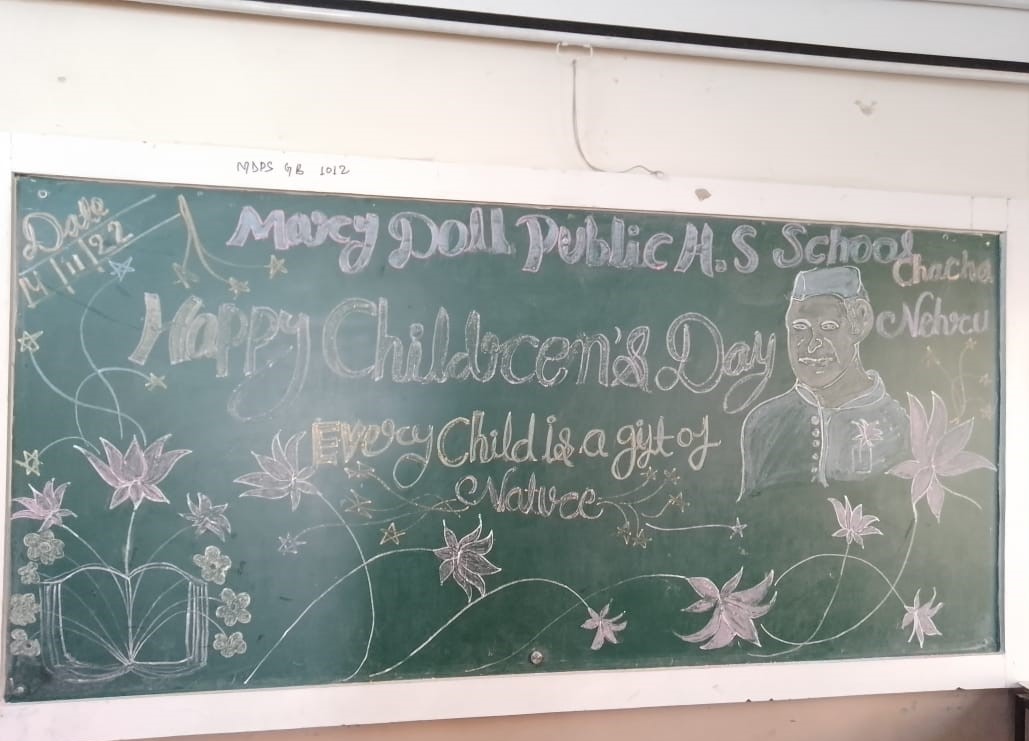 MDPS GB 1012
Date
14/11/22
Marcy Doll Public H.S School
Chacha
Nehru
Happy Children's Day
Every Child is a gift of
Nature